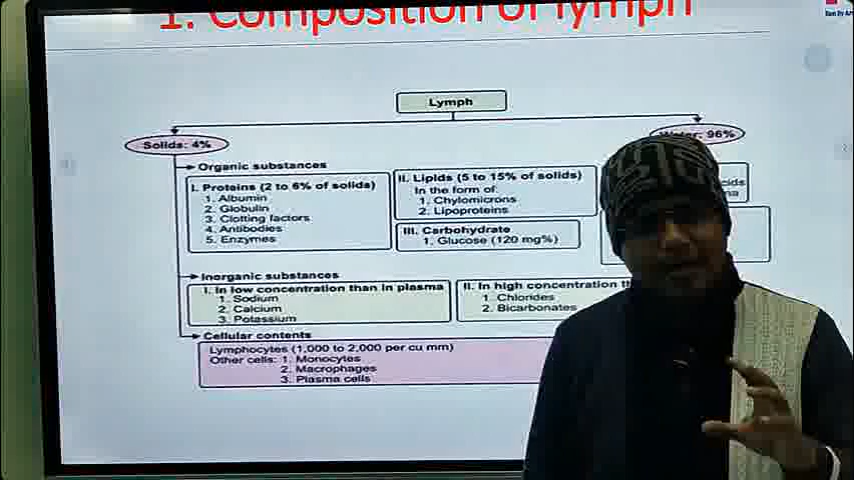 1. Composition of lymph
Lymph
Solids: 4%
Water: 96%
Organic substances
I. Proteins (2 to 6% of solids)
1. Albumin
2. Globulin
3. Clotting factors
4. Antibodies
5. Enzymes
II. Lipids (5 to 15% of solids)
In the form of:
1. Chylomicrons
2. Lipoproteins
III. Carbohydrate
1. Glucose (120 mg%)
Inorganic substances
I. In low concentration than in plasma
1. Sodium
2. Calcium
3. Potassium
II. In high concentration
1. Chlorides
2. Bicarbonates
Cellular contents
Lymphocytes (1,000 to 2,000 per cu mm)
Other cells: 1. Monocytes
2. Macrophages
3. Plasma cells